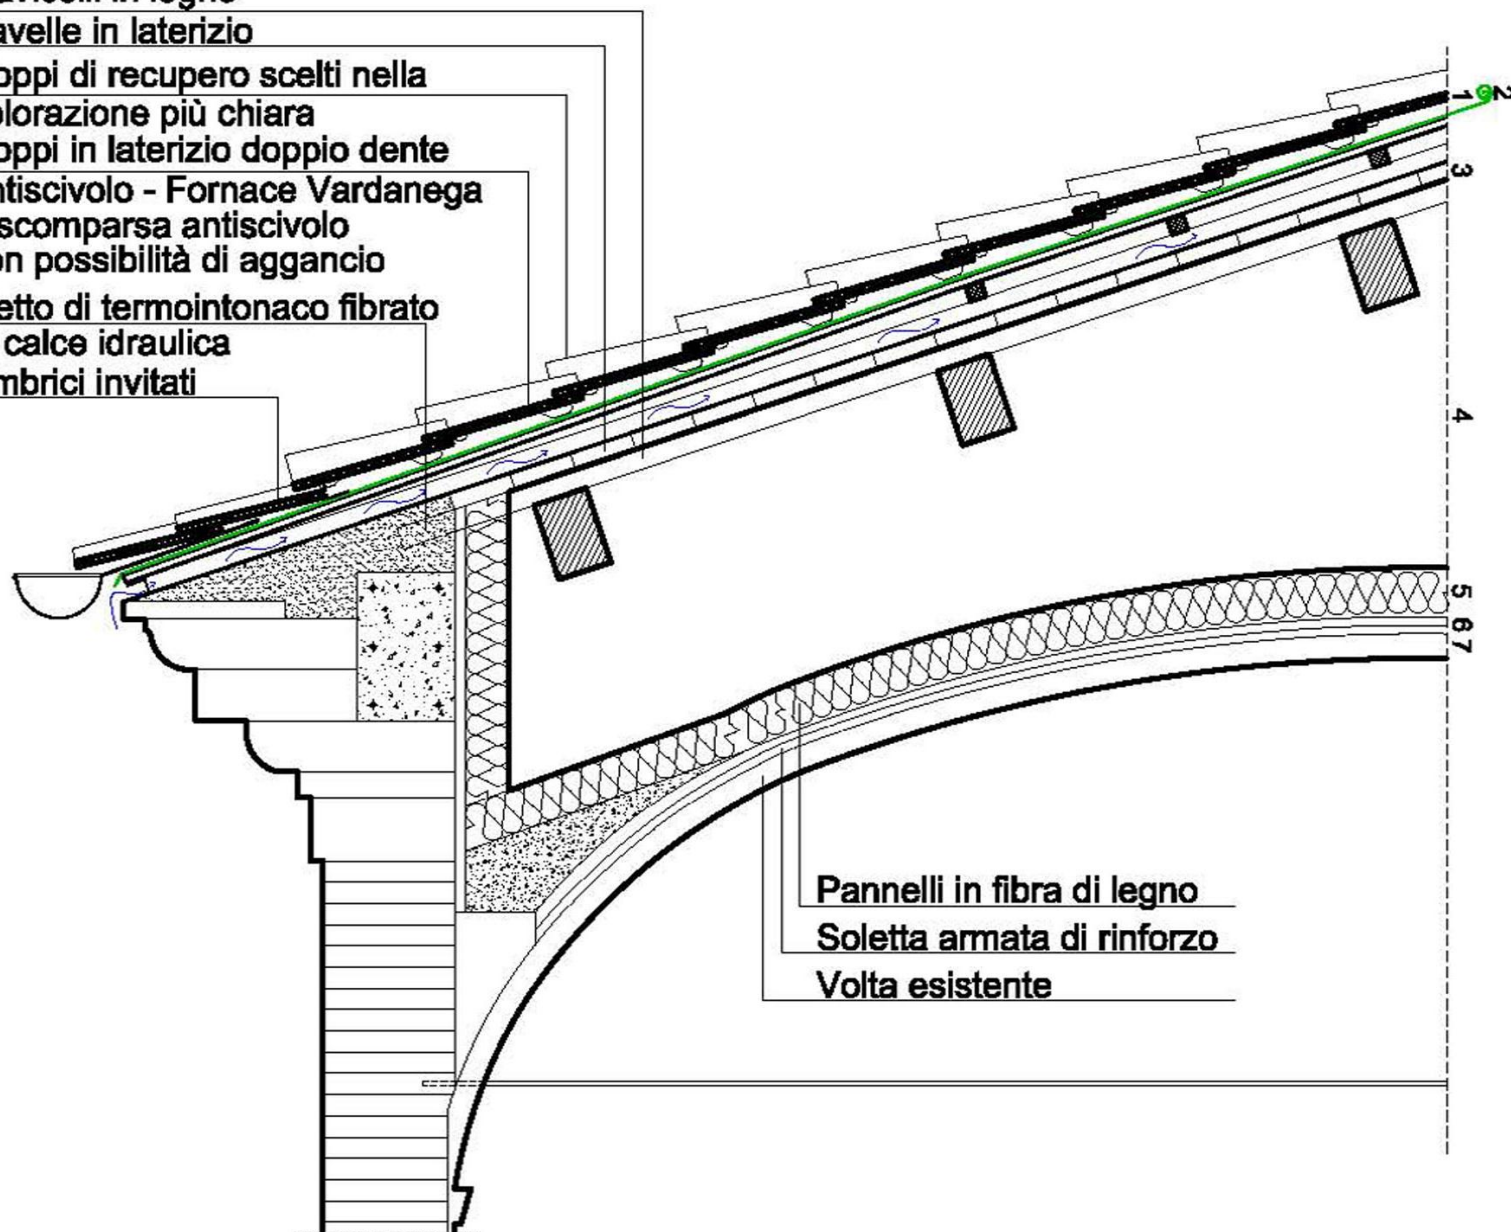 avelle in laterizio
oppi di recupero scelti nella
olorazione più chiara
oppi in laterizio doppio dente
ntiscivolo - Fornace Vardanega
scomparsa antiscivolo
on possibilità di aggancio
etto di termointonaco fibrato
calce idraulica
mbrici invitati
1
2
3
4
5
6
7
Pannelli in fibra di legno
Soletta armata di rinforzo
Volta esistente